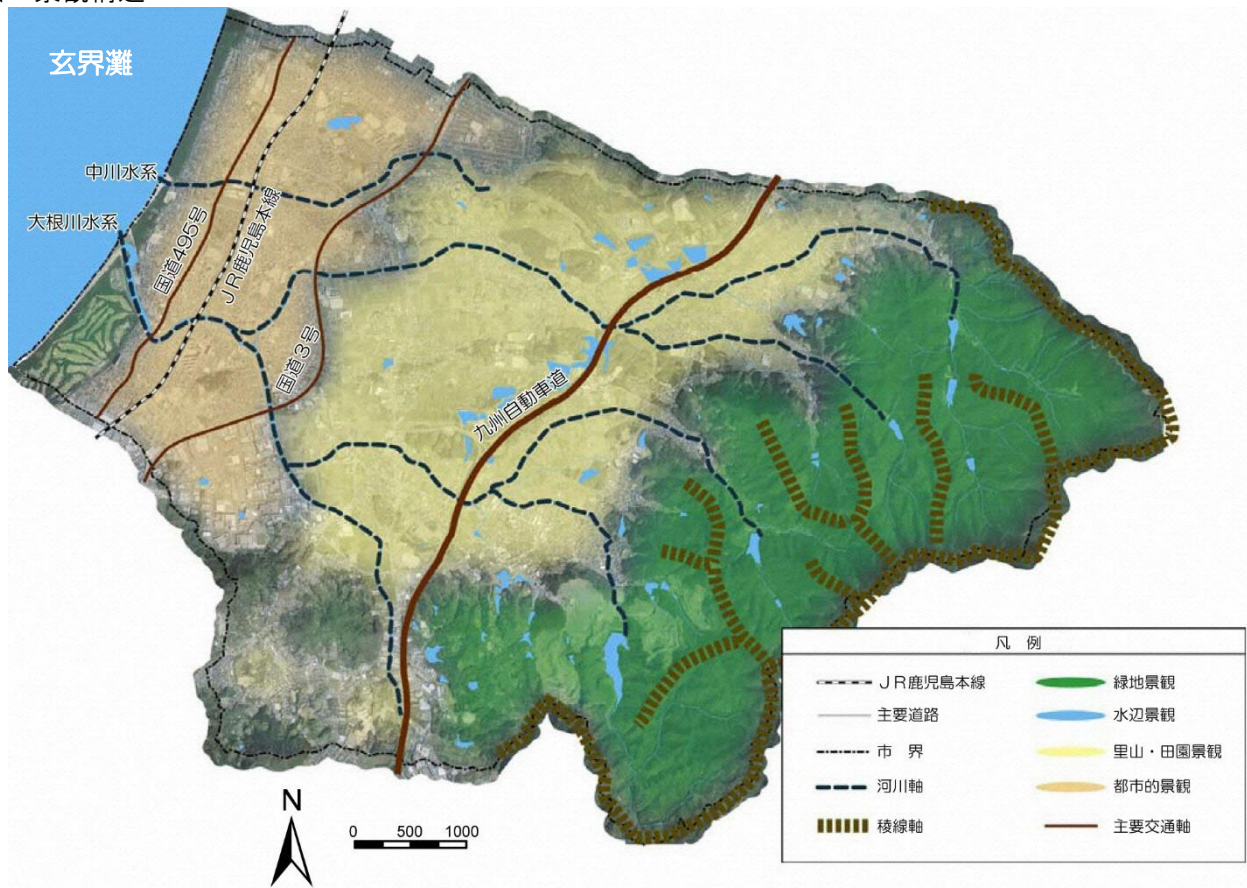 景観構造
玄界灘
中川水系
大根川水系
国道495号
JR鹿児島本線
国道3号
九州自動車道
N
0 500 1000
凡 例
JR鹿児島本線
主要道路
市 界
河川軸
稜線軸
緑地景観
水辺景観
里山・田園景観
都市的景観
主要交通軸